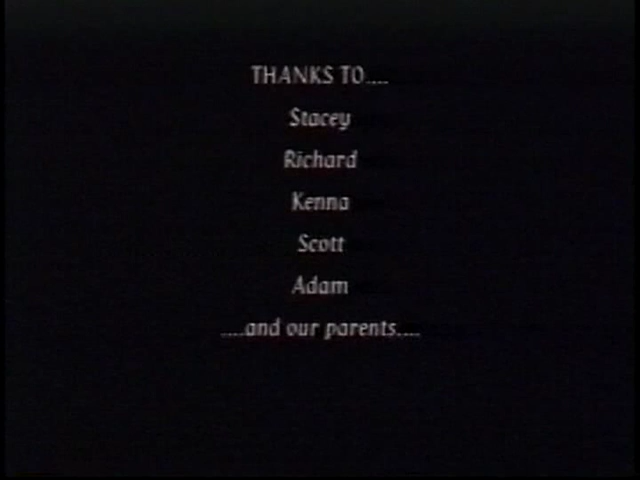 THANKS TO....
Stacey
Richard
Kenna
Scott
Adam
....and our parents....